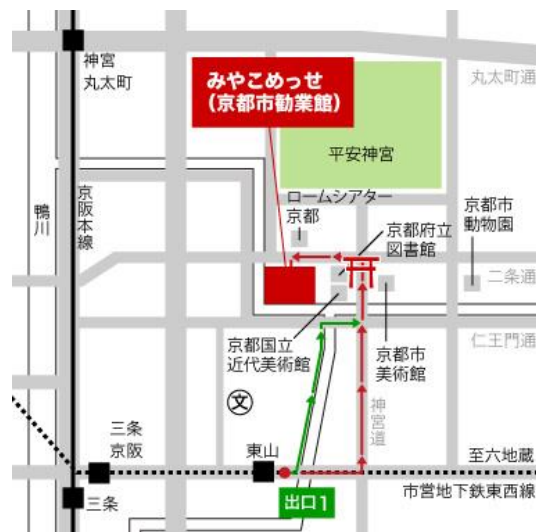 神宮
丸太町
みやこめっせ
(京都市勧業館)
丸太町通
平安神宮
鴨川
京阪本線
ロームシアター
京都
京都府立
図書館
京都市
動物園
二条通
京都国立
近代美術館
京都市
美術館
仁王門通
文
神宮道
三条
京阪
東山
至六地蔵
三条
出口1
市営地下鉄東西線